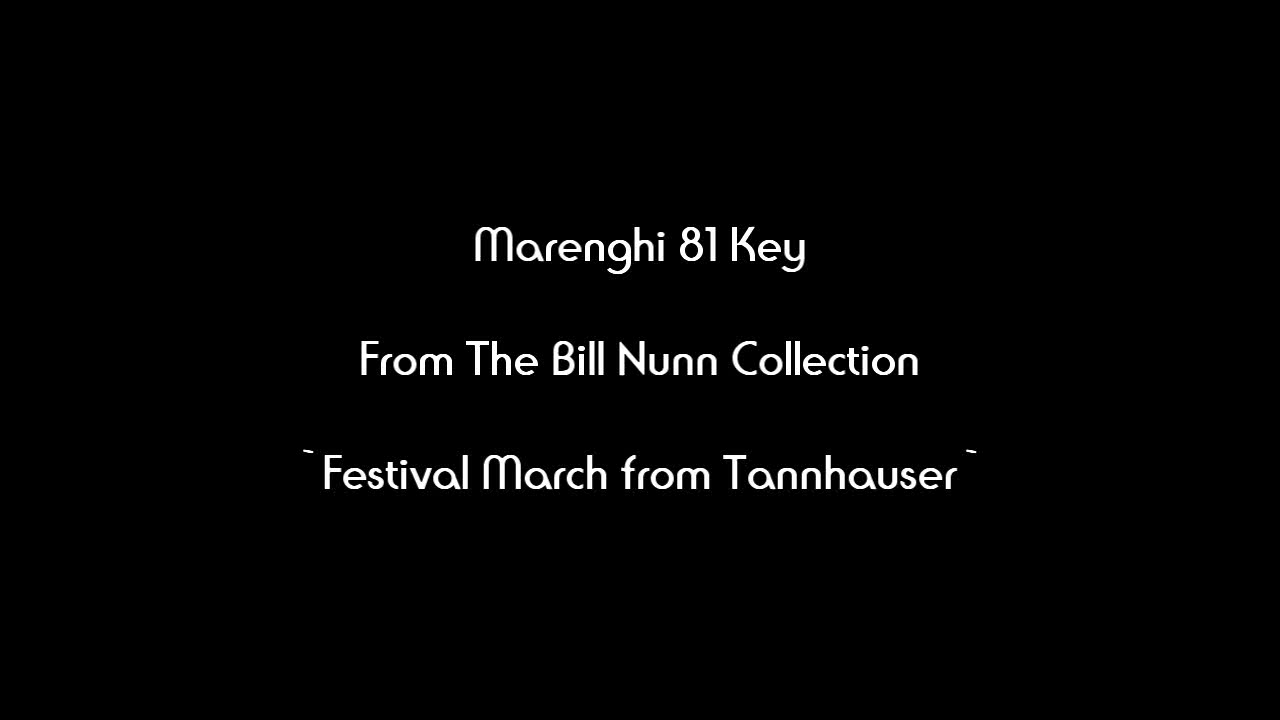 Marenghi 81 Key
From The Bill Nunn Collection
`Festival March from Tannhauser`